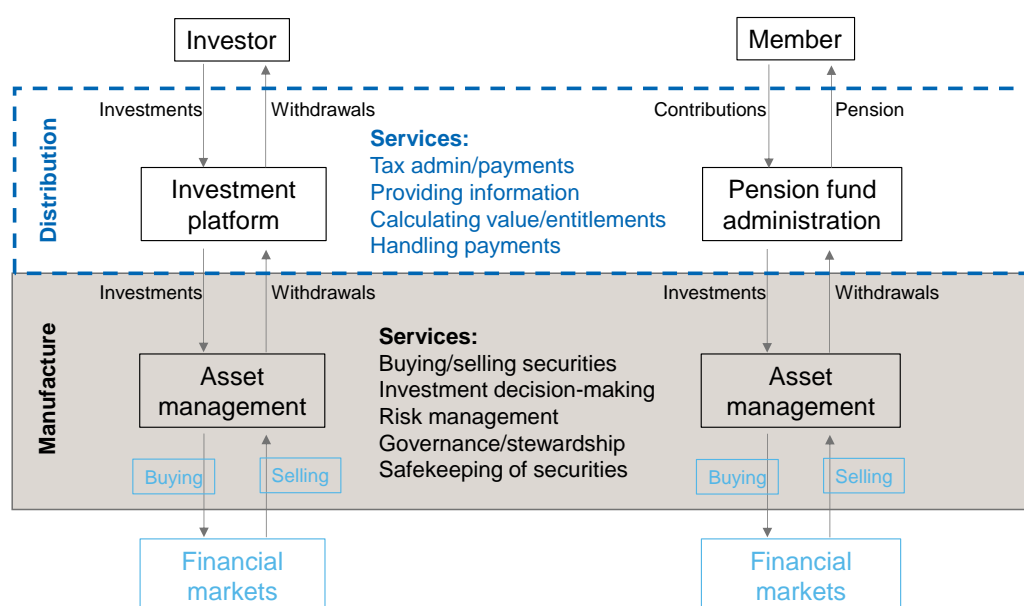 Investor
Member
Investments
Withdrawals
Contributions
Pension
Distribution
Services:
Tax admin/payments
Providing information
Calculating value/entitlements
Handling payments
Investment
platform
Pension fund
administration
Investments
Withdrawals
Investments
Withdrawals
Manufacture
Services:
Buying/selling securities
Investment decision-making
Risk management
Governance/stewardship
Safekeeping of securities
Asset
management
Asset
management
Buying
Selling
Buying
Selling
Financial
markets
Financial
markets